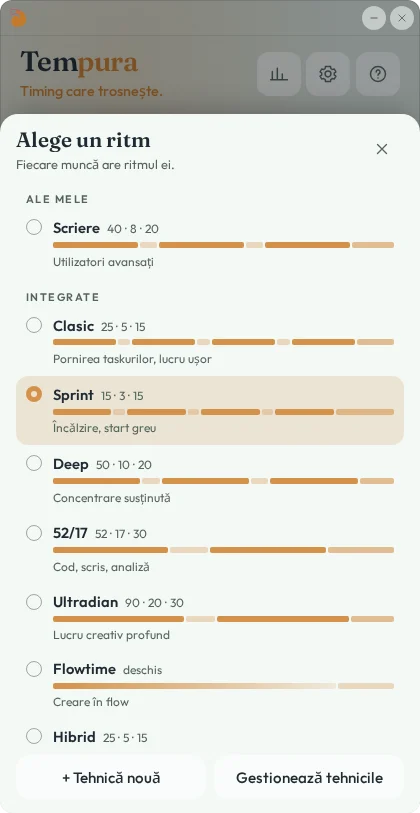 Tempura
Timing care trosnește.
Alege un ritm
Fiecare muncă are ritmul ei.
ALE MELE
Scriere 40 · 8 · 20
Utilizatori avansați
INTEGRATE
Clasic 25 · 5 · 15
Pornirea taskurilor, lucru ușor
Sprint 15 · 3 · 15
Încălzire, start greu
Deep 50 · 10 · 20
Concentrare susținută
52/17 52 · 17 · 30
Cod, scris, analiză
Ultradian 90 · 20 · 30
Lucru creativ profund
Flowtime deschis
Creare în flow
Hibrid 25 · 5 · 15
+ Tehnică nouă
Gestionează tehnicile